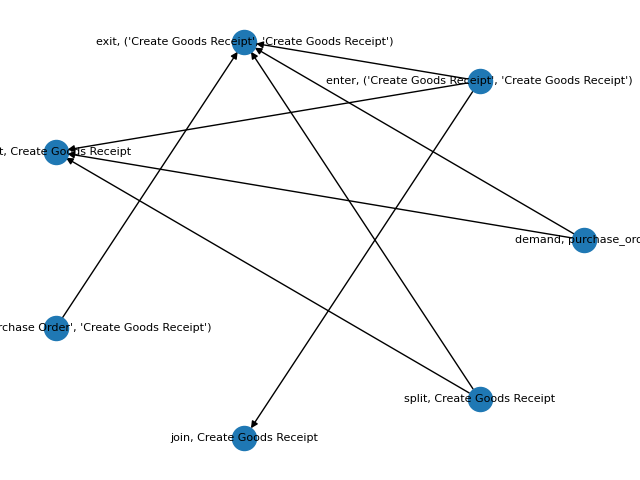 exit, ('Create Goods Receipt', 'Create Goods Receipt')
enter, ('Create Goods Receipt', 'Create Goods Receipt')
t, Create Goods Receipt
demand, purchase_ord
rchase Order', 'Create Goods Receipt')
split, Create Goods Receipt
join, Create Goods Receipt